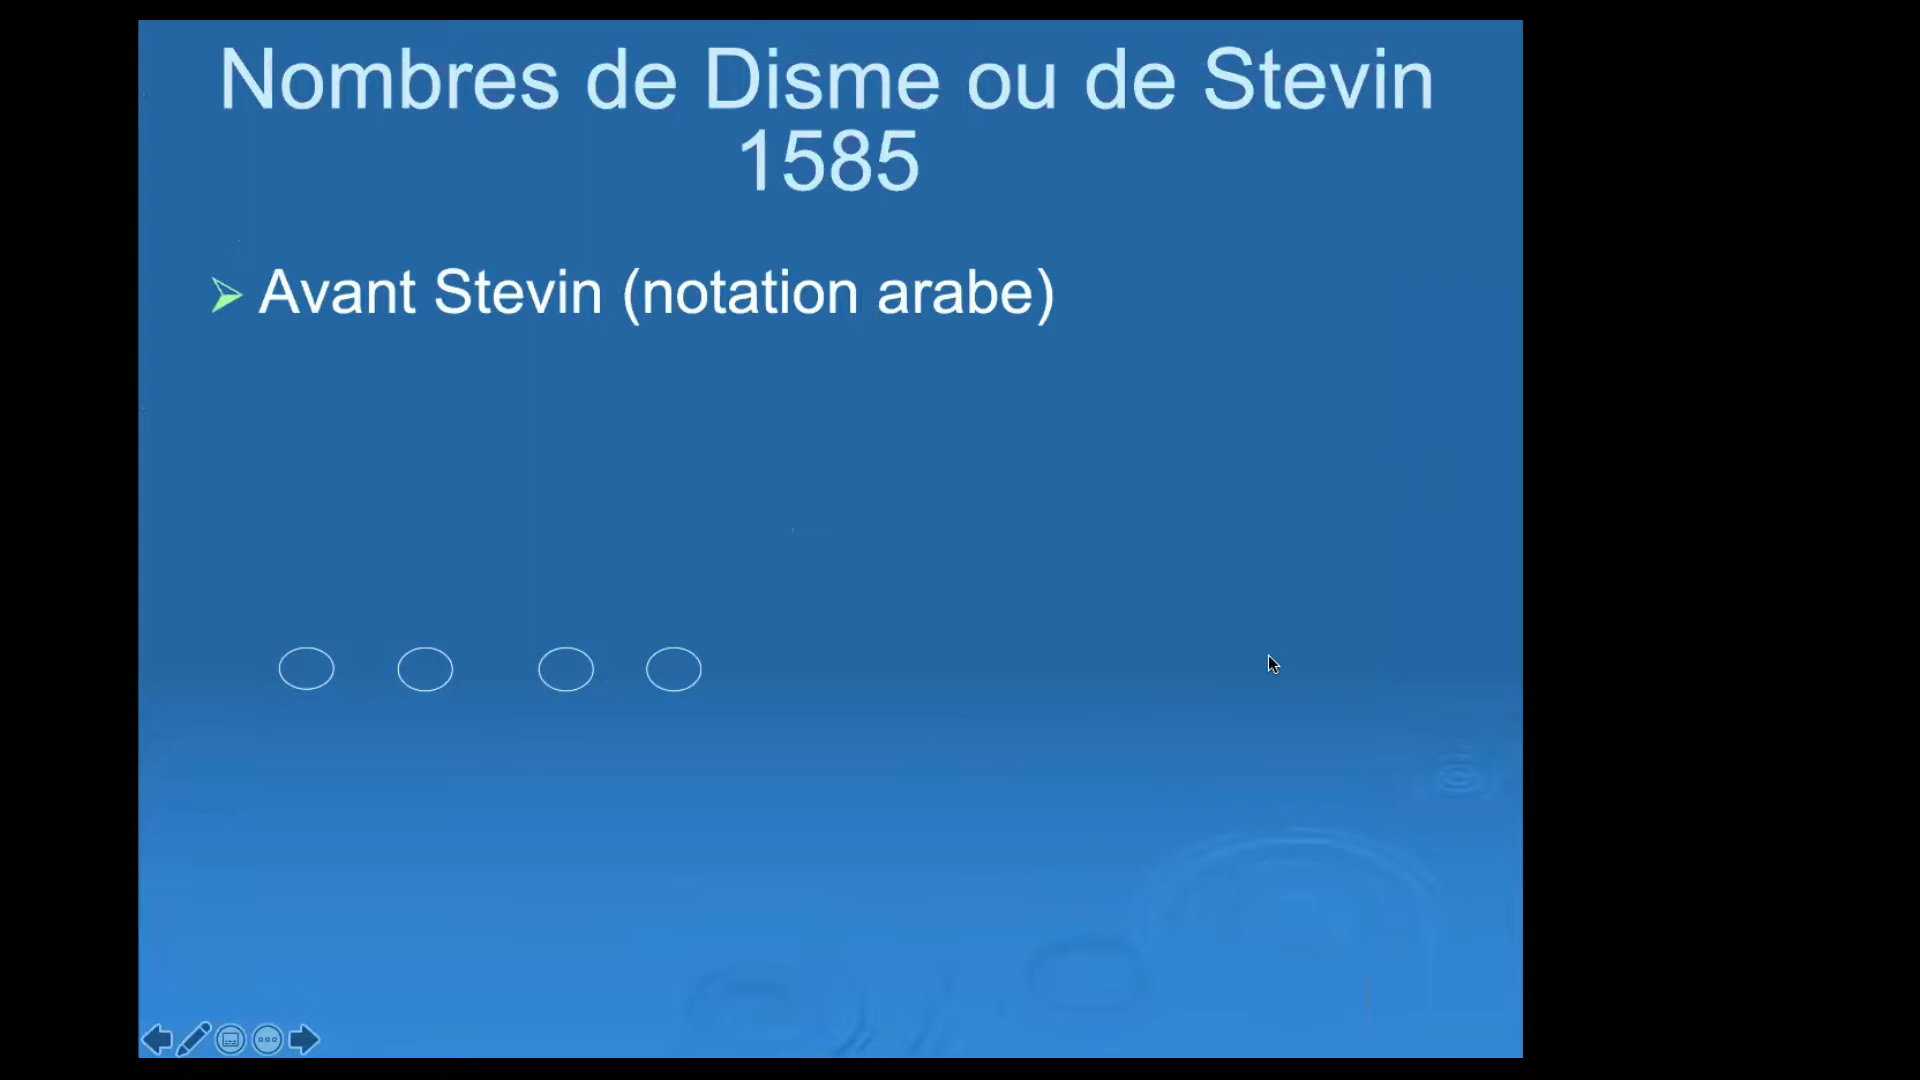 Nombres de Disme ou de Stevin
1585
Avant Stevin (notation arabe)